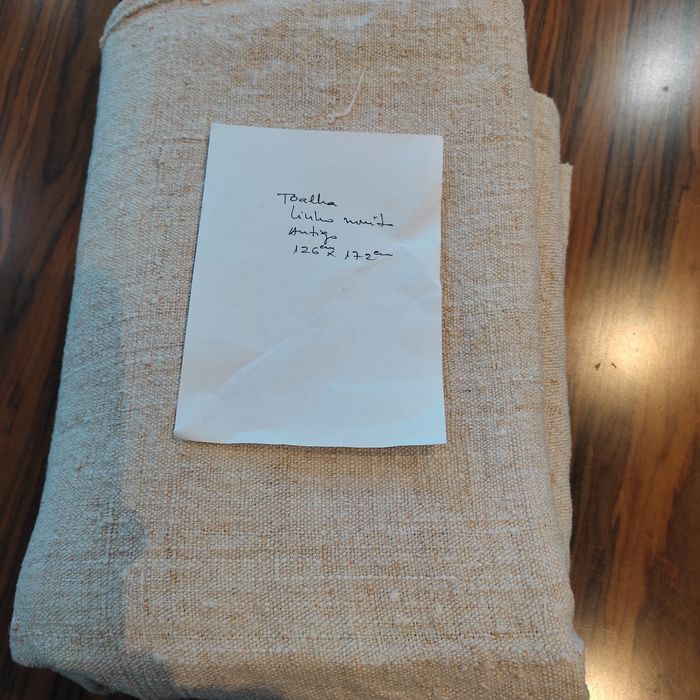 Toalha
Linho muito
Antigo
126cm x 172cm